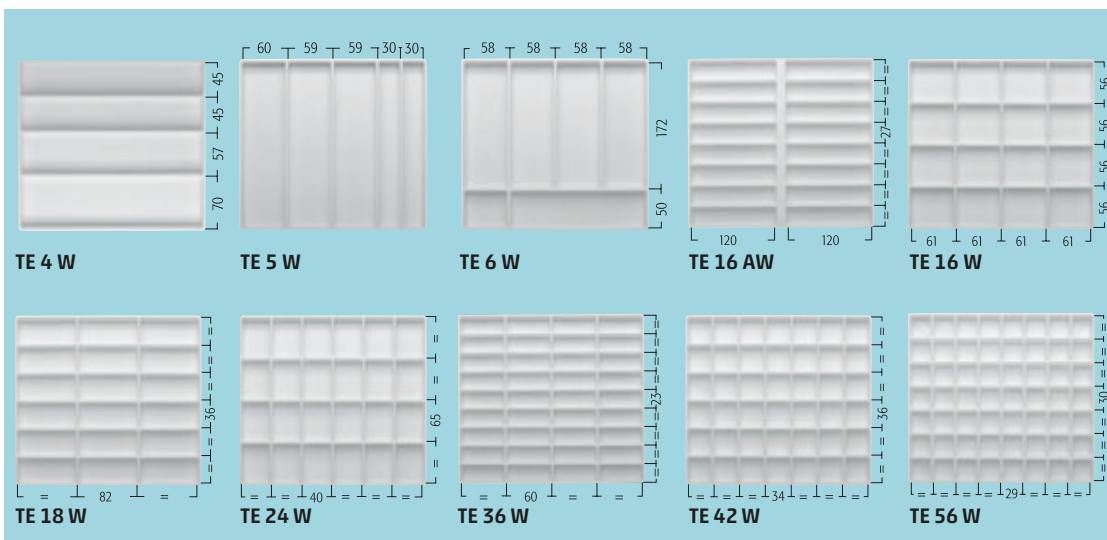 60 59 59 30 30
58 58 58 58
45
45
57
70
172
50
= = = = 27 = = = =
56
56
56
56
120 120
61 61 61 61
TE 4 W
TE 5 W
TE 6 W
TE 16 AW
TE 16 W
= = = 36 = =
= = 65 =
= = = = 23 = = = =
= = = 36 = =
= = = 30 = = =
= 82 =
= = 40 = = =
= 60 = =
= = = 34 = = =
= = = = 29 = = =
TE 18 W
TE 24 W
TE 36 W
TE 42 W
TE 56 W